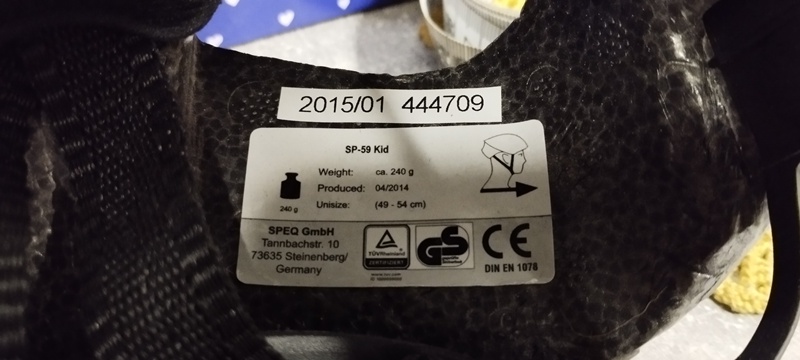 2015/01 444709
SP-59 Kid
Weight: ca. 240 g
Produced: 04/2014
Unisize: (49 - 54 cm)
240 g
SPEQ GmbH
Tannbachstr. 10
73635 Steinenberg/
Germany
TÜVRheinland
ZERTIFIZIERT
GS
CE
DIN EN 1078